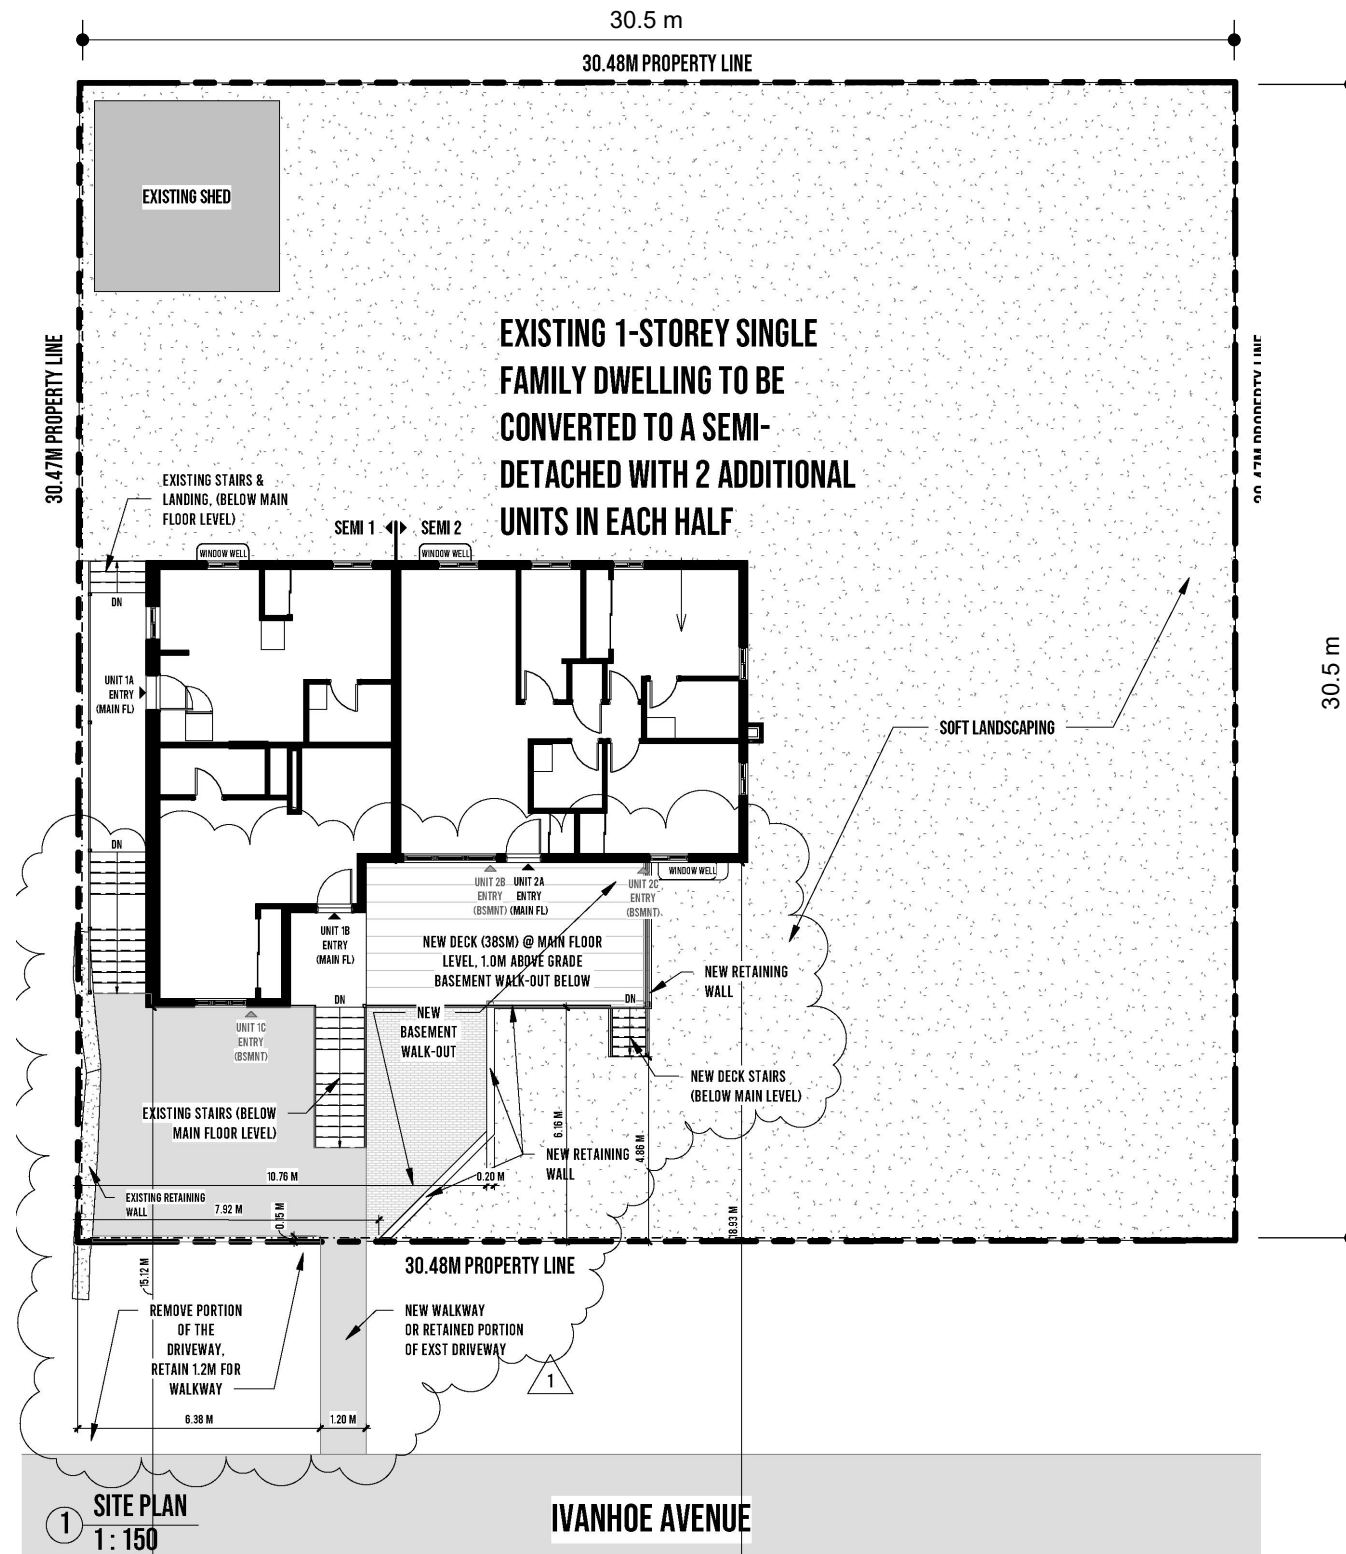 30.5 m
30.48M PROPERTY LINE
EXISTING SHED
30.47M PROPERTY LINE
30.47M PROPERTY LINE
EXISTING 1-STOREY SINGLE
FAMILY DWELLING TO BE
CONVERTED TO A SEMI-
DETACHED WITH 2 ADDITIONAL
UNITS IN EACH HALF
EXISTING STAIRS &
LANDING, (BELOW MAIN
FLOOR LEVEL)
SEMI 1
SEMI 2
WINDOW WELL
WINDOW WELL
DN
30.5 m
UNIT 1A
ENTRY
(MAIN FL)
SOFT LANDSCAPING
DN
WINDOW WELL
UNIT 2B
ENTRY
(BSMNT)
UNIT 2A
ENTRY
(MAIN FL)
UNIT 2C
ENTRY
(BSMNT)
UNIT 1B
ENTRY
(MAIN FL)
NEW DECK (38SM) @ MAIN FLOOR
LEVEL, 1.0M ABOVE GRADE
BASEMENT WALK-OUT BELOW
NEW RETAINING
WALL
DN
DN
UNIT 1C
ENTRY
(BSMNT)
NEW
BASEMENT
WALK-OUT
NEW DECK STAIRS
(BELOW MAIN LEVEL)
EXISTING STAIRS (BELOW
MAIN FLOOR LEVEL)
6.16 M
4.86 M
NEW RETAINING
WALL
10.76 M
0.20 M
EXISTING RETAINING
WALL
7.92 M
0.15 M
18.93 M
15.12 M
30.48M PROPERTY LINE
REMOVE PORTION
OF THE
DRIVEWAY,
RETAIN 1.2M FOR
WALKWAY
NEW WALKWAY
OR RETAINED PORTION
OF EXST DRIVEWAY
1
6.38 M
1.20 M
1
SITE PLAN
1 : 150
IVANHOE AVENUE